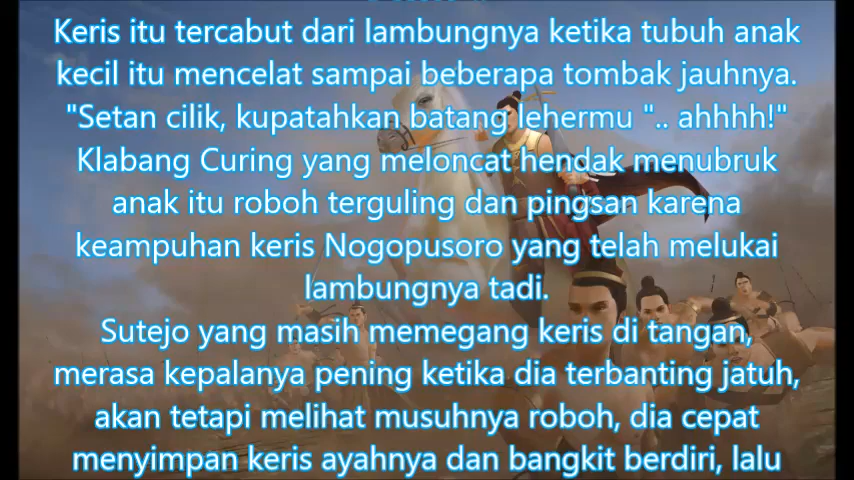 Keris itu tercabut dari lambungnya ketika tubuh anak
kecil itu mencelat sampai beberapa tombak jauhnya.
"Setan cilik, kupatahkan batang lehermu ".. ahhhh!"
Klabang Curing yang meloncat hendak menubruk
anak itu roboh terguling dan pingsan karena
keampuhan keris Nogopusoro yang telah melukai
lambungnya tadi.
Sutejo yang masih memegang keris di tangan,
merasa kepalanya pening ketika dia terbanting jatuh,
akan tetapi melihat musuhnya roboh, dia cepat
menyimpan keris ayahnya dan bangkit berdiri, lalu